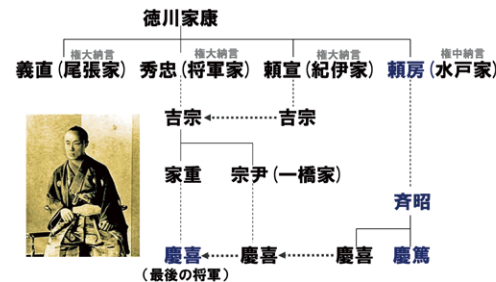 徳川家康
権大納言 権大納言 権大納言 権中納言
義直(尾張家) 秀忠(将軍家) 頼宣(紀伊家) 頼房(水戸家)
吉宗 吉宗
家重 宗尹(一橋家)
斉昭
慶喜 慶喜 慶喜 慶篤
(最後の将軍)